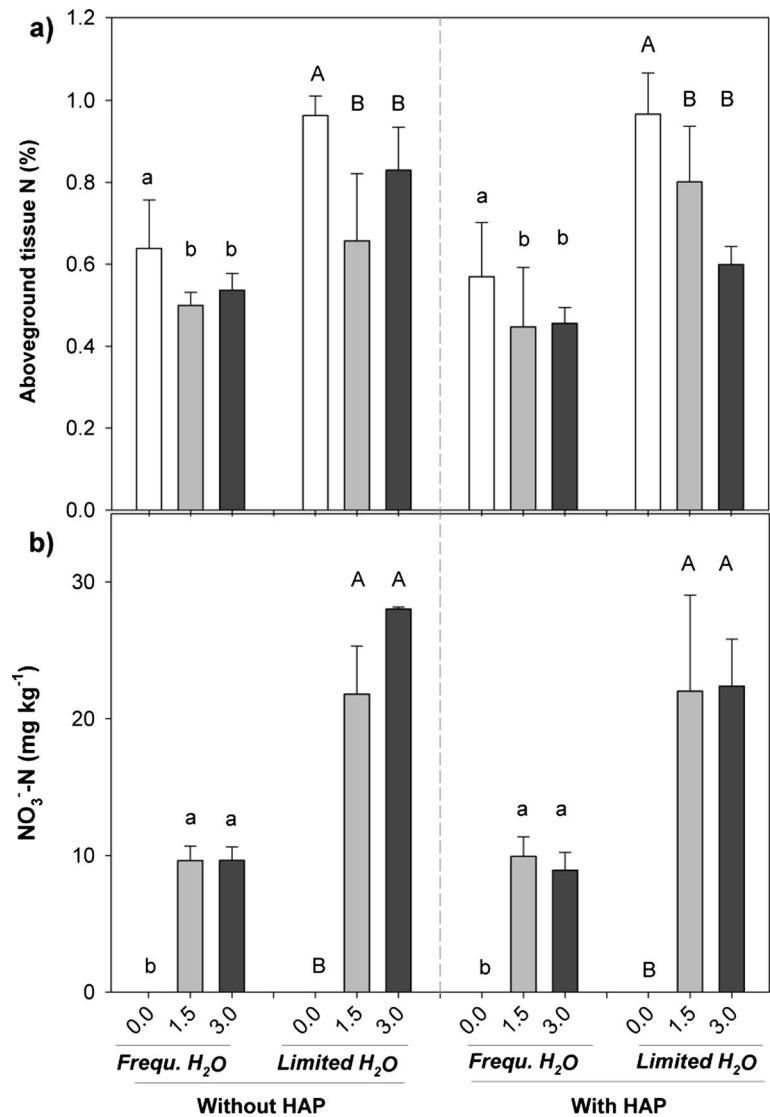 a)
Aboveground tissue N (%)
1.2
1.0
0.8
0.6
0.4
0.2
0.0
a
b
b
A
B
B
a
b
b
A
B
B
b)
NO₃⁻-N (mg kg⁻¹)
30
20
10
0
b
a
a
B
A
A
b
a
a
B
A
A
0.0 1.5 3.0 0.0 1.5 3.0 0.0 1.5 3.0 0.0 1.5 3.0
Frequ. H₂O Limited H₂O Frequ. H₂O Limited H₂O
Without HAP With HAP